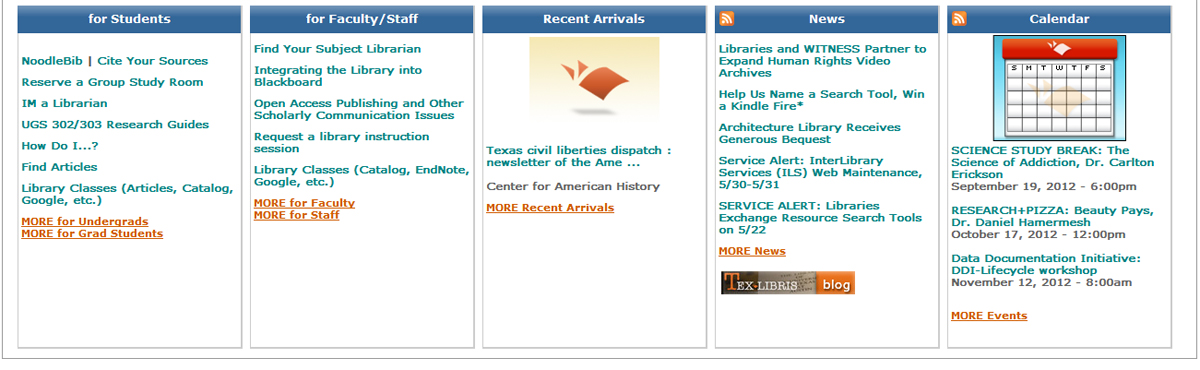 for Students
NoodleBib | Cite Your Sources
Reserve a Group Study Room
IM a Librarian
UGS 302/303 Research Guides
How Do I...?
Find Articles
Library Classes (Articles, Catalog,
Google, etc.)
MORE for Undergrads
MORE for Grad Students
for Faculty/Staff
Find Your Subject Librarian
Integrating the Library into
Blackboard
Open Access Publishing and Other
Scholarly Communication Issues
Request a library instruction
session
Library Classes (Catalog, EndNote,
Google, etc.)
MORE for Faculty
MORE for Staff
Recent Arrivals
Texas civil liberties dispatch :
newsletter of the Ame ...
Center for American History
MORE Recent Arrivals
News
Libraries and WITNESS Partner to
Expand Human Rights Video
Archives
Help Us Name a Search Tool, Win
a Kindle Fire*
Architecture Library Receives
Generous Bequest
Service Alert: InterLibrary
Services (ILS) Web Maintenance,
5/30-5/31
SERVICE ALERT: Libraries
Exchange Resource Search Tools
on 5/22
MORE News
TEX-LIBRIS blog
Calendar
S M T W T F S
SCIENCE STUDY BREAK: The
Science of Addiction, Dr. Carlton
Erickson
September 19, 2012 - 6:00pm
RESEARCH+PIZZA: Beauty Pays,
Dr. Daniel Hamermesh
October 17, 2012 - 12:00pm
Data Documentation Initiative:
DDI-Lifecycle workshop
November 12, 2012 - 8:00am
MORE Events